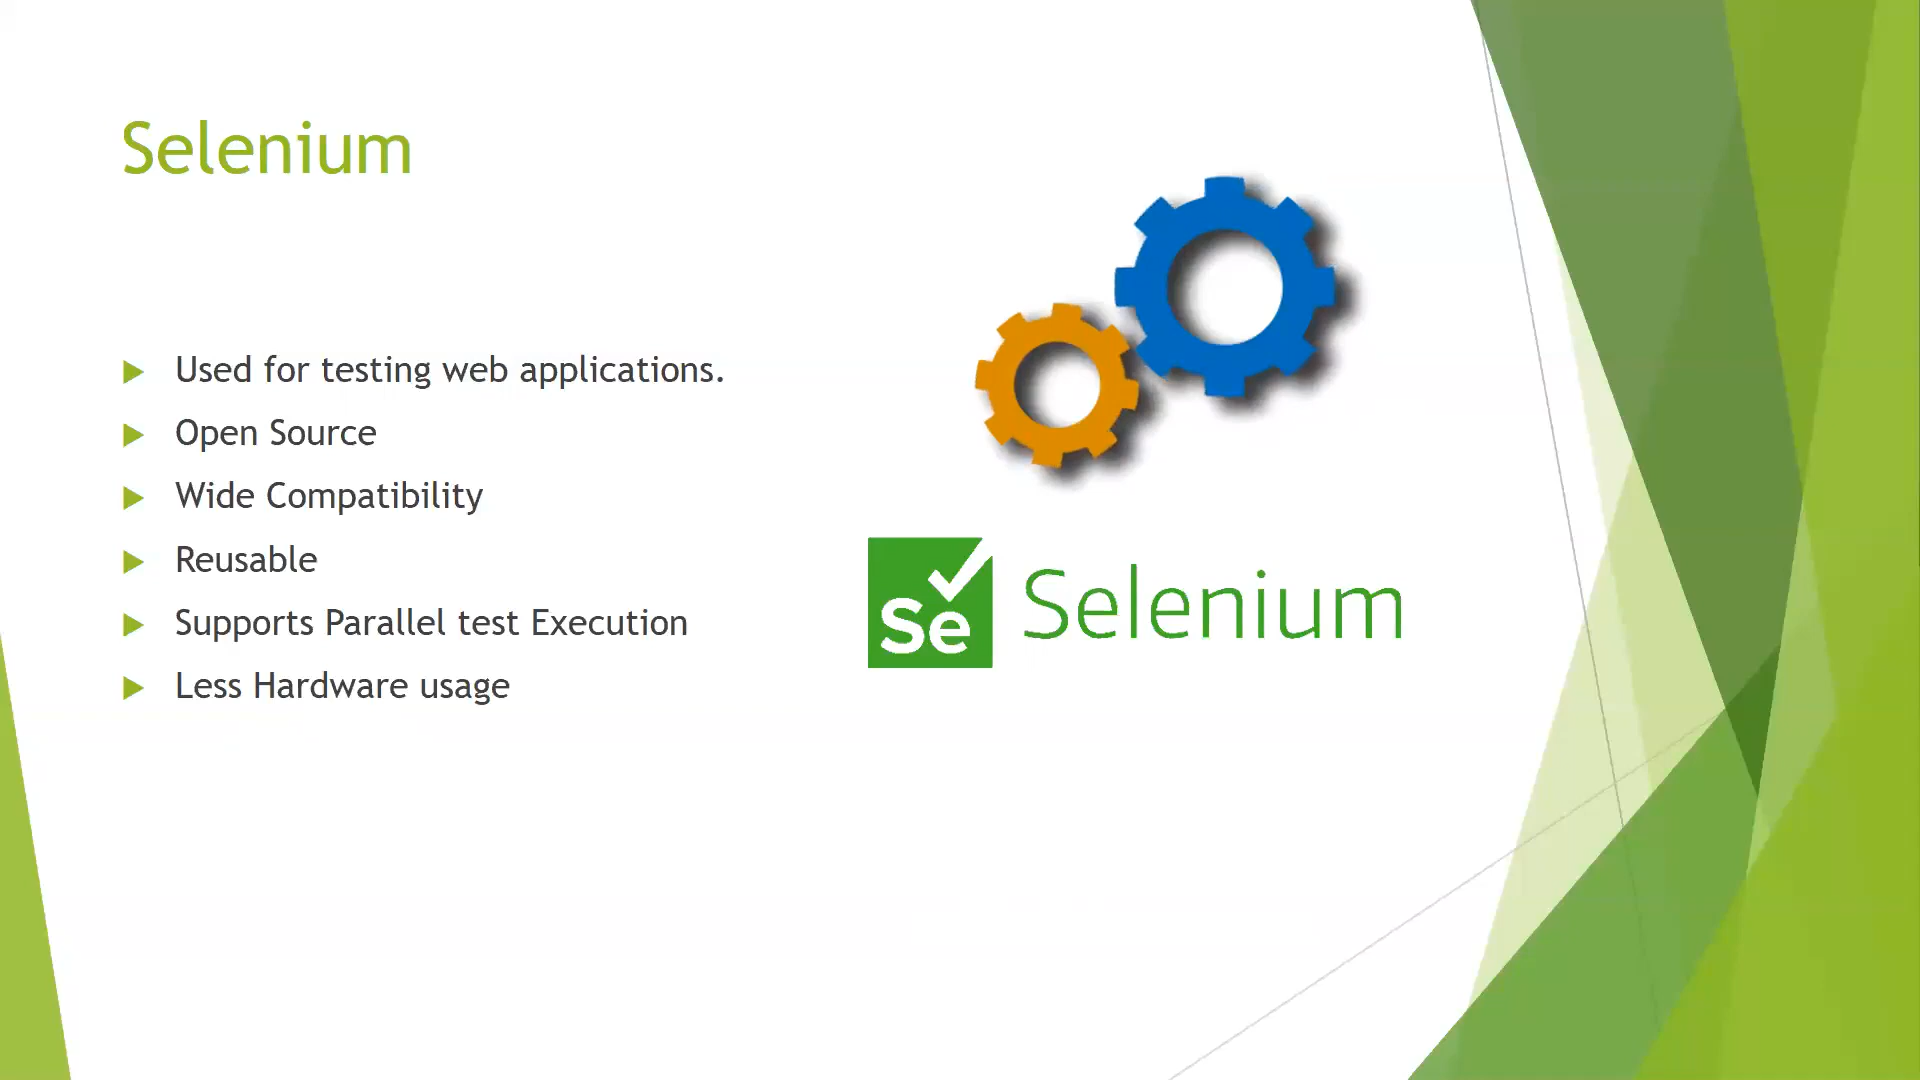 Selenium
Used for testing web applications.
Open Source
Wide Compatibility
Reusable
Supports Parallel test Execution
Less Hardware usage
Se Selenium